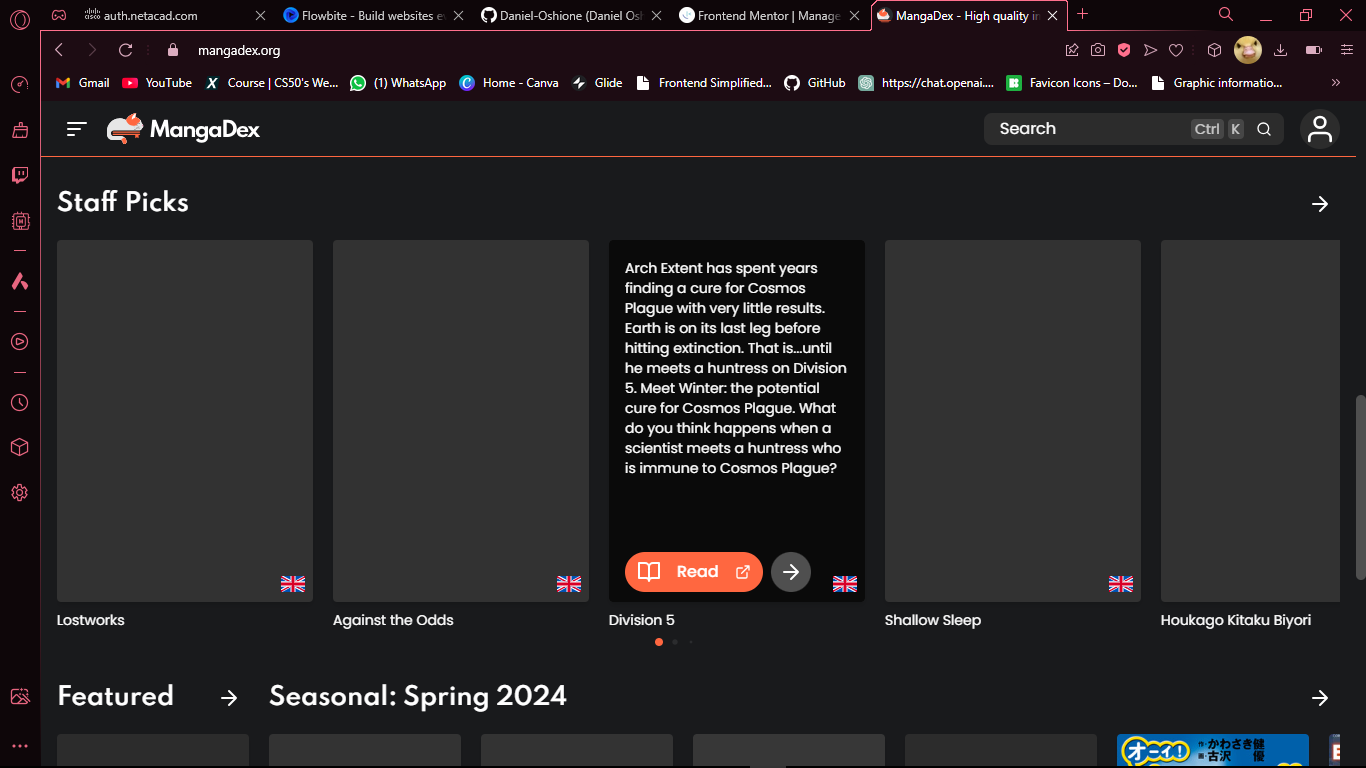 cisco auth.netacad.com
Flowbite - Build websites ev
Daniel-Oshione (Daniel Osh
Frontend Mentor | Manage
MangaDex - High quality im
mangadex.org
Gmail
YouTube
Course | CS50's We...
(1) WhatsApp
Home - Canva
Glide
Frontend Simplified...
GitHub
https://chat.openai....
Favicon Icons – Do...
Graphic informatio...
MangaDex
Search Ctrl K
Staff Picks
Arch Extent has spent years
finding a cure for Cosmos
Plague with very little results.
Earth is on its last leg before
hitting extinction. That is...until
he meets a huntress on Division
5. Meet Winter: the potential
cure for Cosmos Plague. What
do you think happens when a
scientist meets a huntress who
is immune to Cosmos Plague?
Read
Lostworks
Against the Odds
Division 5
Shallow Sleep
Houkago Kitaku Biyori
Featured
Seasonal: Spring 2024
オーイ!
かわさき健
古沢 優